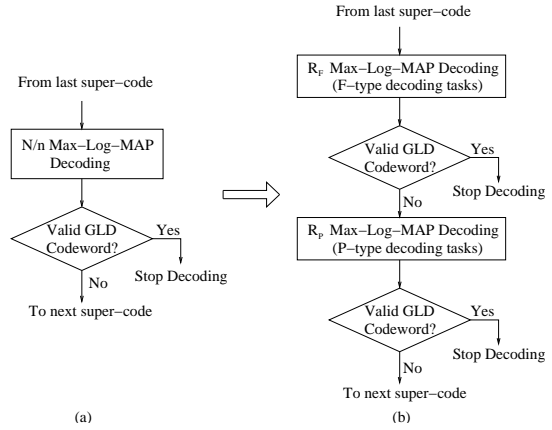 From last super−code
N/n Max−Log−MAP
Decoding
Valid GLD
Codeword?
Yes
Stop Decoding
No
To next super−code
(a)
From last super−code
R_F Max−Log−MAP Decoding
(F−type decoding tasks)
Valid GLD
Codeword?
Yes
Stop Decoding
No
R_P Max−Log−MAP Decoding
(P−type decoding tasks)
Valid GLD
Codeword?
Yes
Stop Decoding
No
To next super−code
(b)